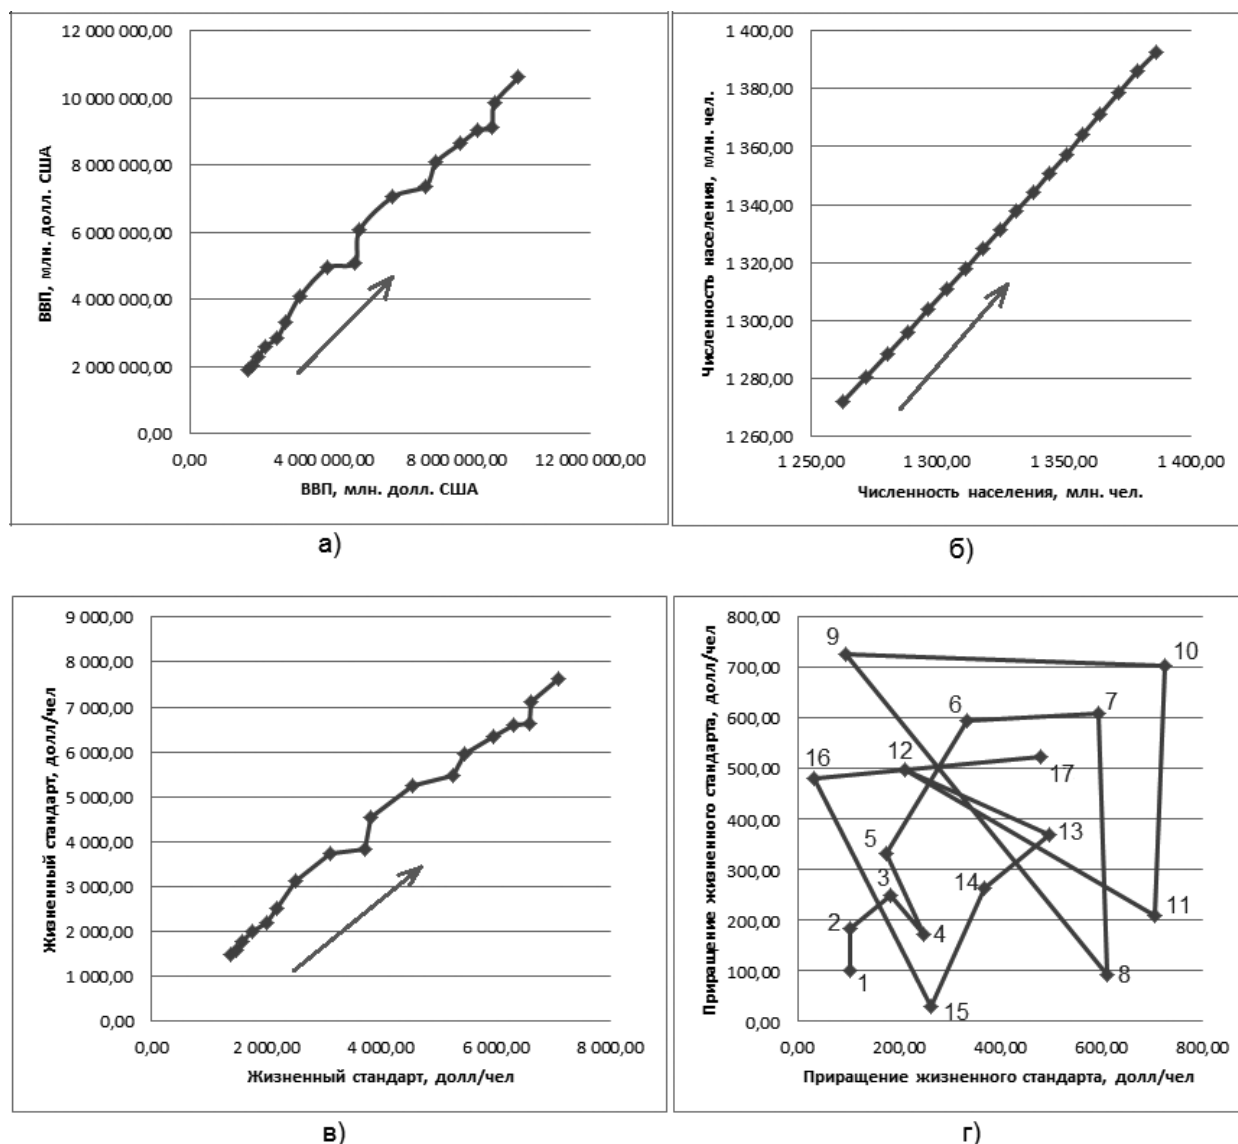 ВВП, млн. долл. США
12 000 000,00
10 000 000,00
8 000 000,00
6 000 000,00
4 000 000,00
2 000 000,00
0,00
0,00 4 000 000,00 8 000 000,00 12 000 000,00
ВВП, млн. долл. США
а)
Численность населения, млн. чел.
1 400,00
1 380,00
1 360,00
1 340,00
1 320,00
1 300,00
1 280,00
1 260,00
1 250,00 1 300,00 1 350,00 1 400,00
Численность населения, млн. чел.
б)
Жизненный стандарт, долл/чел
9 000,00
8 000,00
7 000,00
6 000,00
5 000,00
4 000,00
3 000,00
2 000,00
1 000,00
0,00
0,00 2 000,00 4 000,00 6 000,00 8 000,00
Жизненный стандарт, долл/чел
в)
Приращение жизненного стандарта, долл/чел
800,00
700,00
600,00
500,00
400,00
300,00
200,00
100,00
0,00
9
10
6
7
16
12
17
5
13
3
14
2
4
11
1
8
15
0,00 200,00 400,00 600,00 800,00
Приращение жизненного стандарта, долл/чел
г)